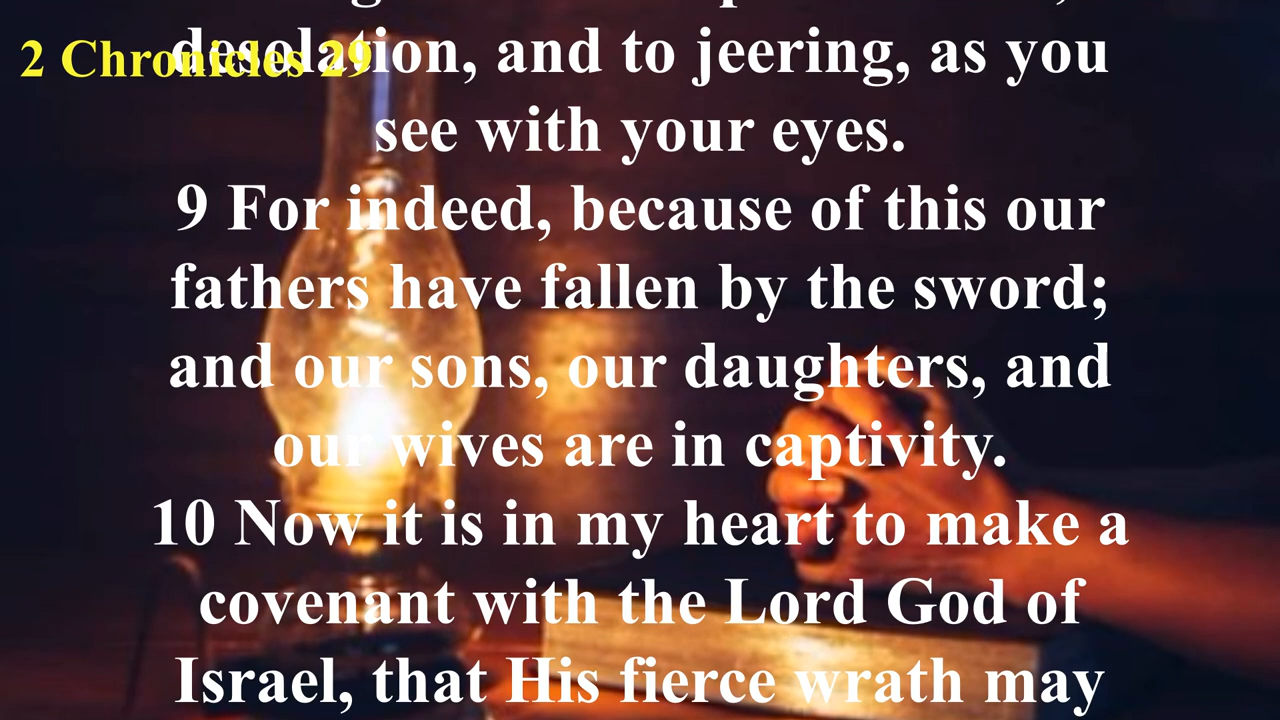 2 Chronicles 29
desolation, and to jeering, as you
see with your eyes.
9 For indeed, because of this our
fathers have fallen by the sword;
and our sons, our daughters, and
our wives are in captivity.
10 Now it is in my heart to make a
covenant with the Lord God of
Israel, that His fierce wrath may